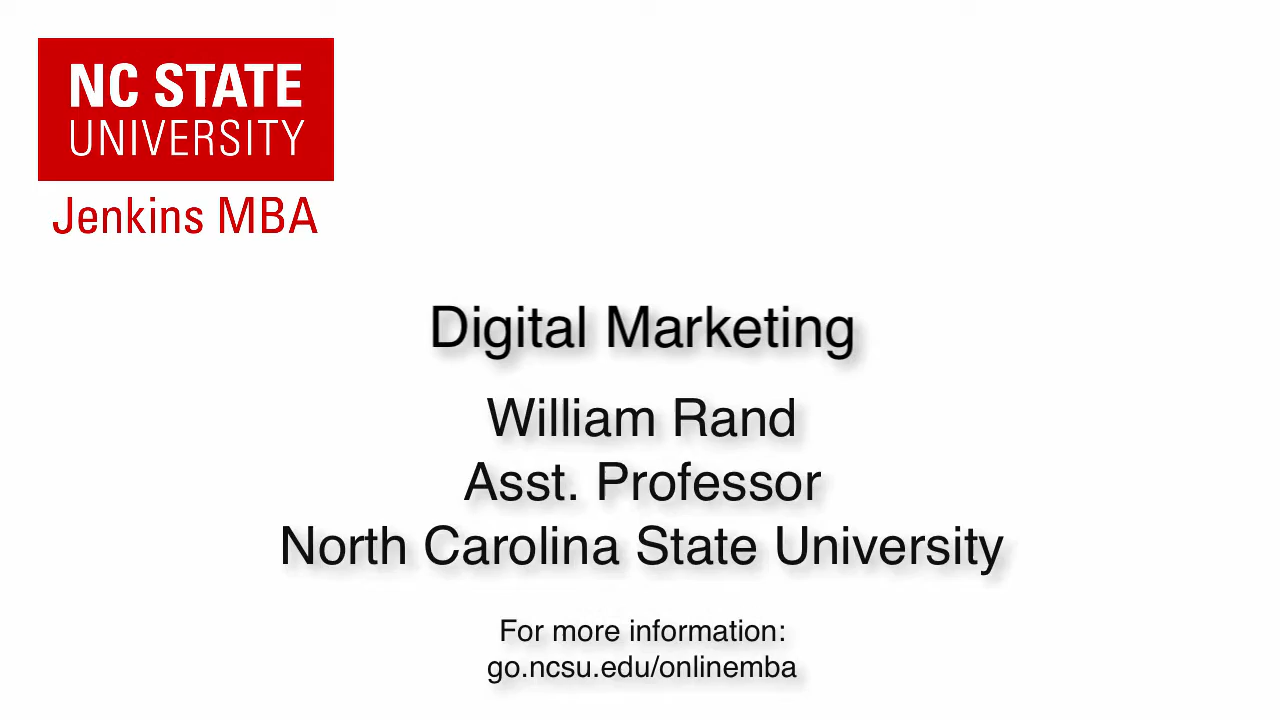 NC STATE
UNIVERSITY
Jenkins MBA
Digital Marketing
William Rand
Asst. Professor
North Carolina State University
For more information:
go.ncsu.edu/onlinemba